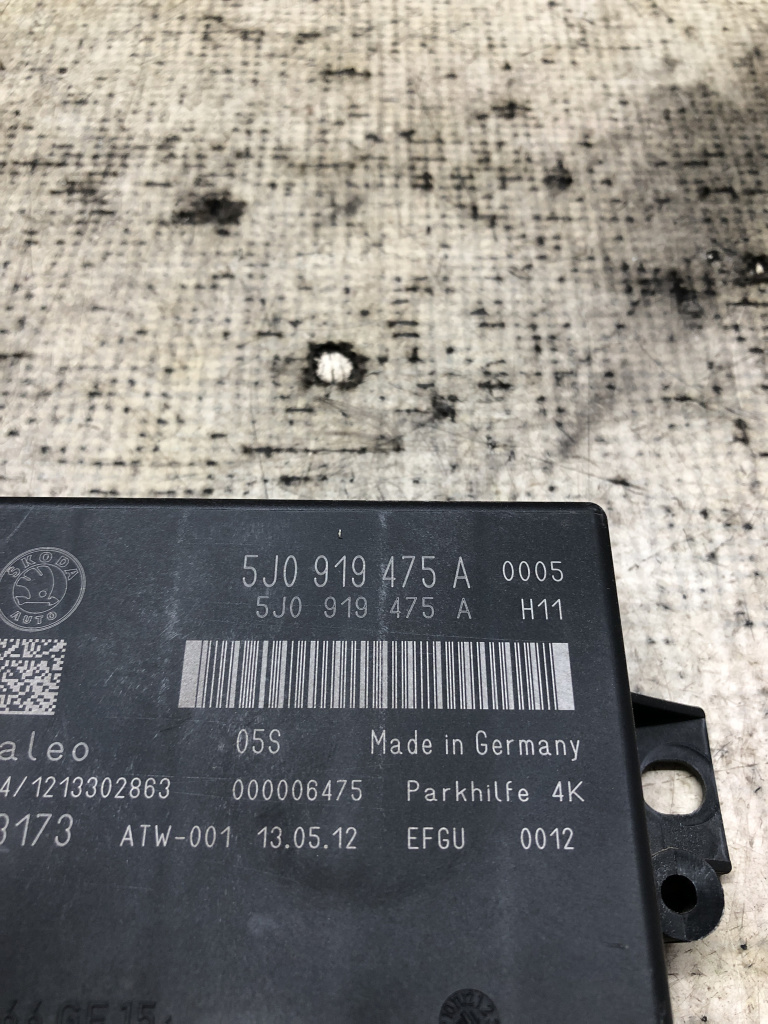 5J0 919 475 A 0005
5J0 919 475 A H11
SKODA
AUTO
aleo 05S Made in Germany
4/1213302863 000006475 Parkhilfe 4K
3173 ATW-001 13.05.12 EFGU 0012